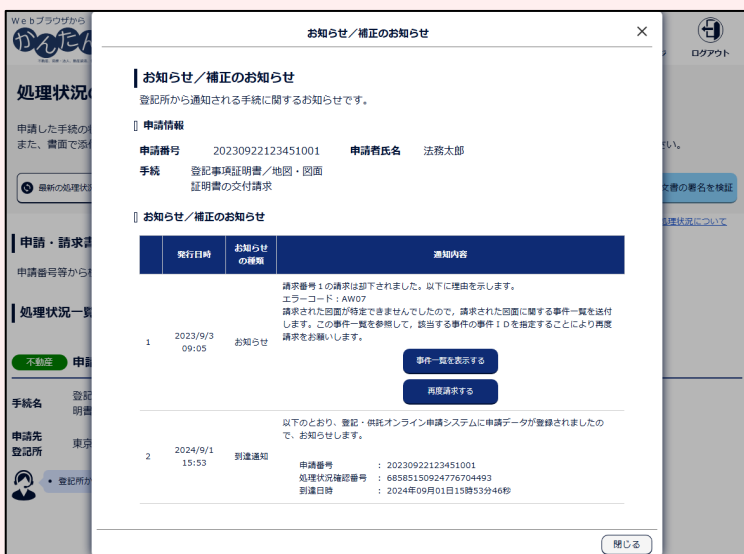 Webブラウザから
かんた
処理状況
申請した手続の
また、書面で添
さい。
最新の処理状
文書の署名を検証
処理状況について
申請・請求
申請番号等から
処理状況一
不動産 申
手続名 登記
明書
申請先 東京
登記所
登記所
ログアウト
お知らせ/補正のお知らせ ×
お知らせ/補正のお知らせ
登記所から通知される手続に関するお知らせです。
申請情報
申請番号 20230922123451001 申請者氏名 法務太郎
手続 登記事項証明書/地図・図面
証明書の交付請求
お知らせ/補正のお知らせ
発行日時 お知らせの種類 通知内容
1 2023/9/3 09:05 お知らせ
請求番号1の請求は却下されました。以下に理由を示します。
エラーコード:AW07
請求された図面が特定できませんでしたので,請求された図面に関する事件一覧を送付
します。この事件一覧を参照して,該当する事件の事件IDを指定することにより再度
請求をお願いします。
事件一覧を表示する
再度請求する
2 2024/9/1 15:53 到達通知
以下のとおり、登記・供託オンライン申請システムに申請データが登録されましたの
で、お知らせします。
申請番号 : 20230922123451001
処理状況確認番号 : 68585150924776704493
到達日時 : 2024年09月01日15時53分46秒
閉じる